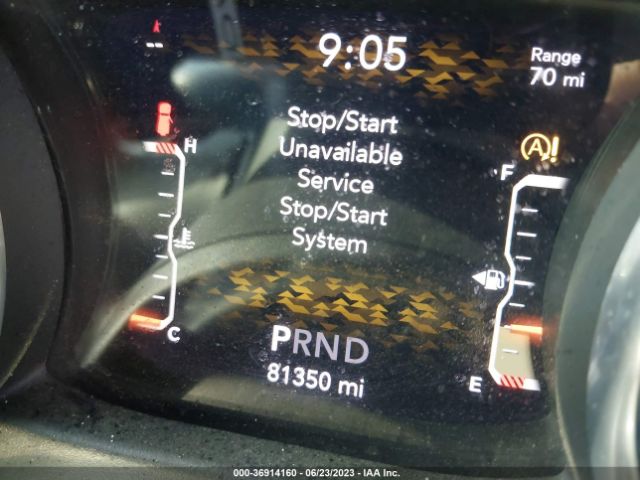 9:05
Range
70 mi
Stop/Start
Unavailable
Service
Stop/Start
System
H
C
A!
F
E
PRND
81350 mi
000-36914160 - 06/23/2023 - IAA Inc.